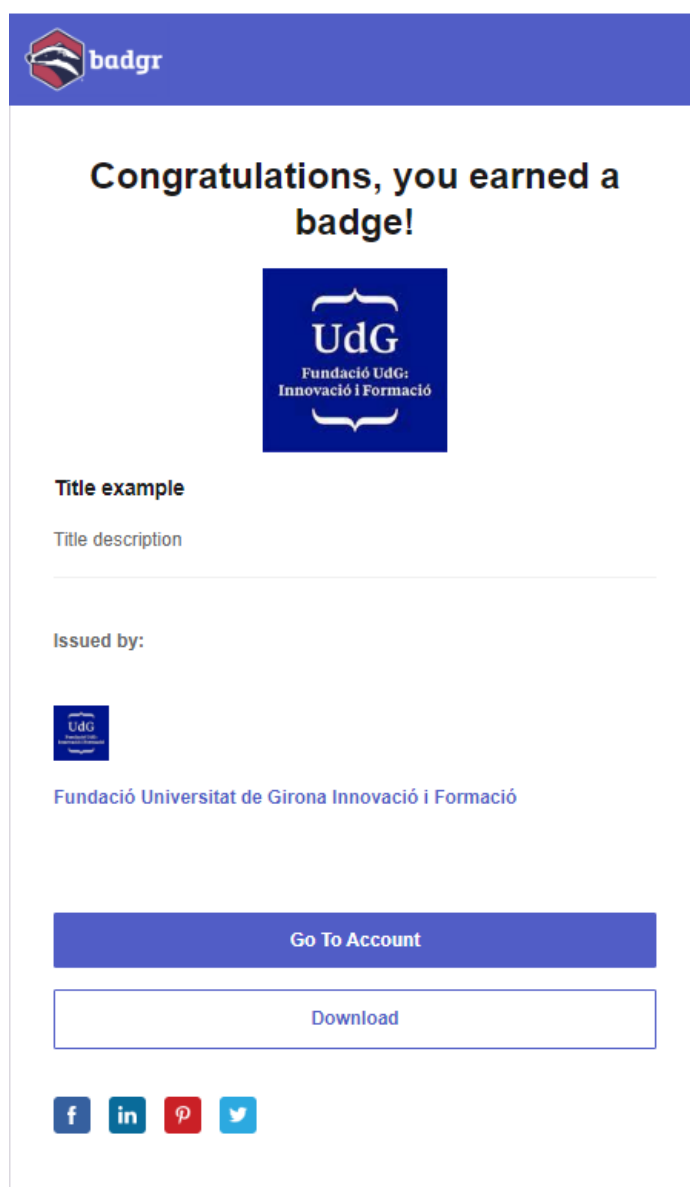 badgr
Congratulations, you earned a
badge!
UdG
Fundació UdG:
Innovació i Formació
Title example
Title description
Issued by:
UdG
Fundació Universitat de Girona Innovació i Formació
Go To Account
Download
f
in